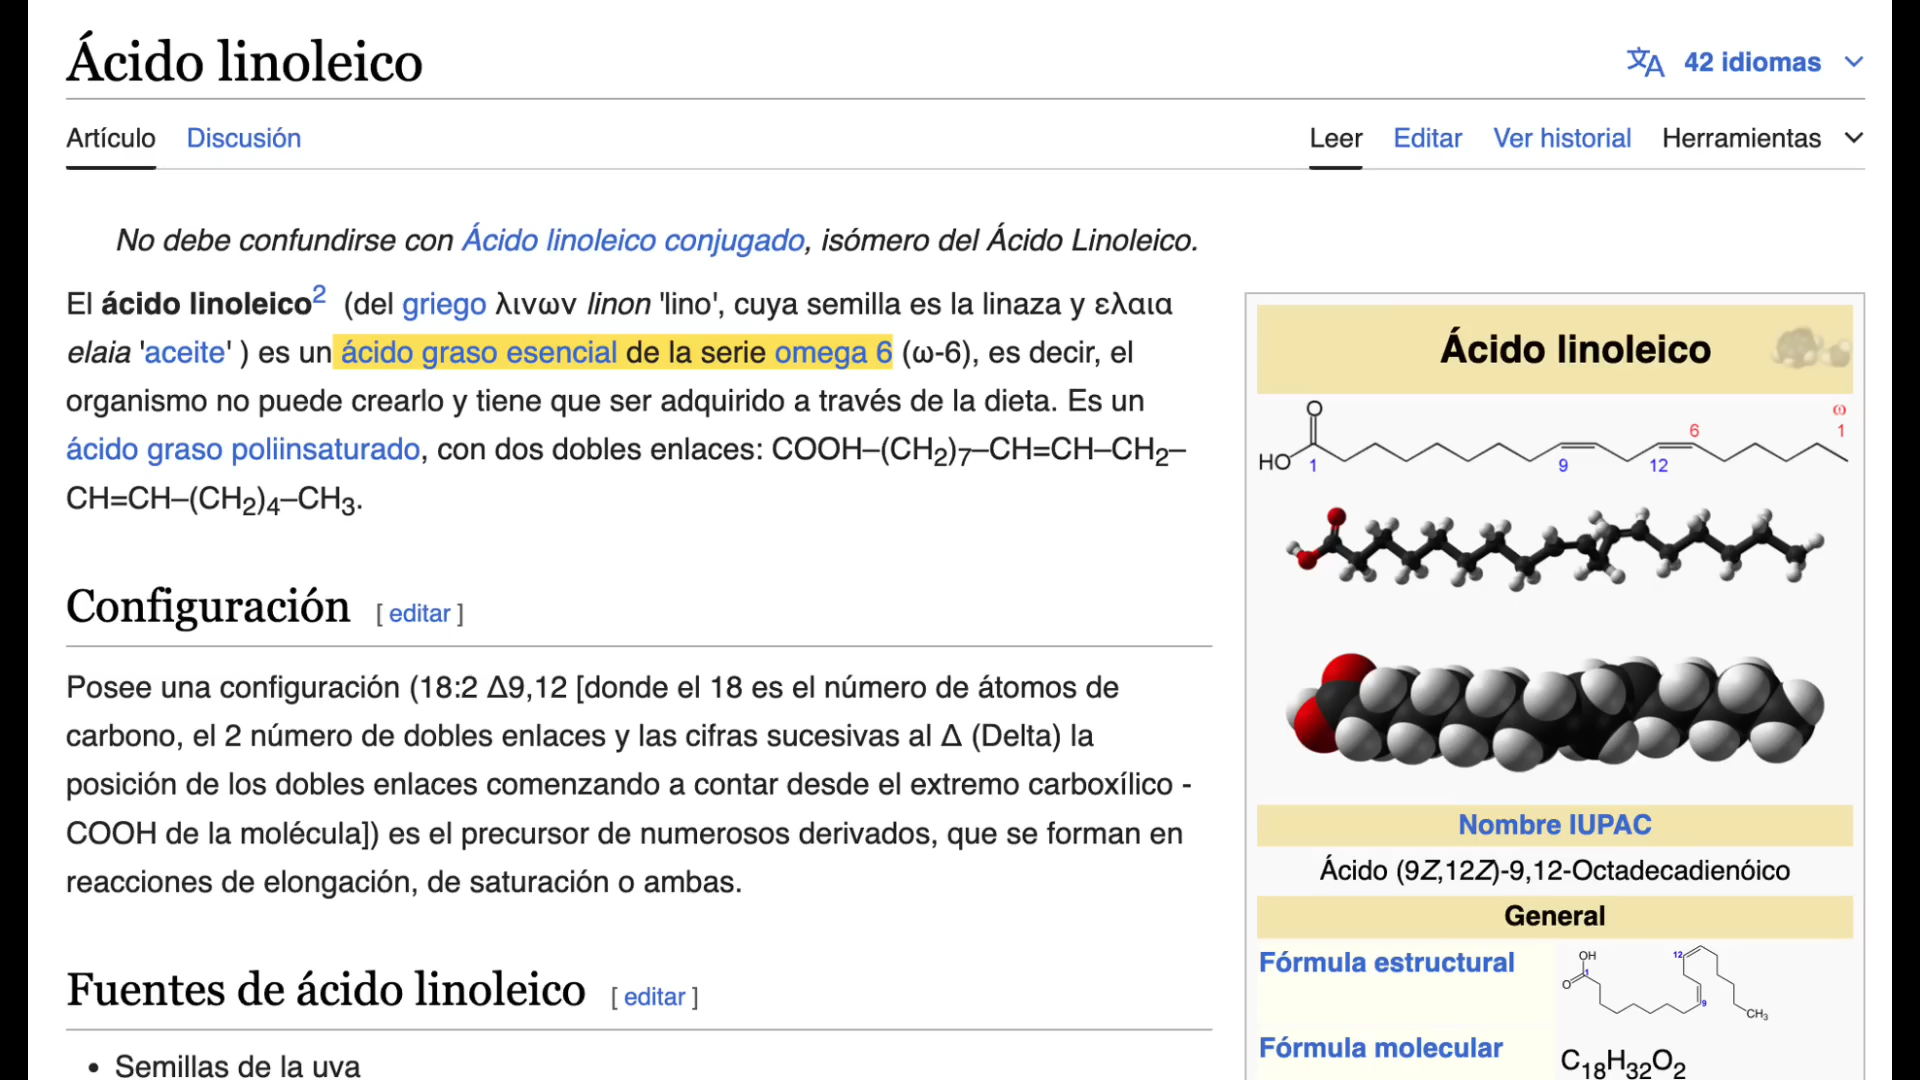 Ácido linoleico
42 idiomas
Artículo Discusión Leer Editar Ver historial Herramientas
No debe confundirse con Ácido linoleico conjugado, isómero del Ácido Linoleico.
El ácido linoleico2 (del griego λινων linon 'lino', cuya semilla es la linaza y ελαια
elaia 'aceite' ) es un ácido graso esencial de la serie omega 6 (ω-6), es decir, el
organismo no puede crearlo y tiene que ser adquirido a través de la dieta. Es un
ácido graso poliinsaturado, con dos dobles enlaces: COOH–(CH2)7–CH=CH–CH2–
CH=CH–(CH2)4–CH3.
Configuración [ editar ]
Posee una configuración (18:2 Δ9,12 [donde el 18 es el número de átomos de
carbono, el 2 número de dobles enlaces y las cifras sucesivas al Δ (Delta) la
posición de los dobles enlaces comenzando a contar desde el extremo carboxílico -
COOH de la molécula]) es el precursor de numerosos derivados, que se forman en
reacciones de elongación, de saturación o ambas.
Fuentes de ácido linoleico [ editar ]
• Semillas de la uva
Ácido linoleico
O ω
6 1
HO 1 9 12
Nombre IUPAC
Ácido (9Z,12Z)-9,12-Octadecadienóico
General
Fórmula estructural
OH 12
1
O 9
CH3
Fórmula molecular C18H32O2